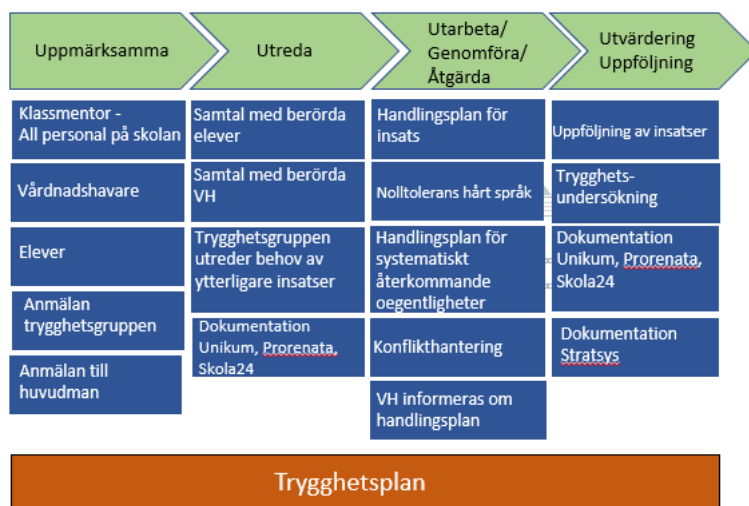 Uppmärksamma
Utreda
Utarbeta/
Genomföra/
Åtgärda
Utvärdering
Uppföljning
Klassmentor -
All personal på skolan
Vårdnadshavare
Elever
Anmälan
trygghetsgruppen
Anmälan till
huvudman
Samtal med berörda
elever
Samtal med berörda
VH
Trygghetsgruppen
utreder behov av
ytterligare insatser
Dokumentation
Unikum, Prorenata,
Skola24
Handlingsplan för
insats
Nolltolerans hårt språk
Handlingsplan för
systematiskt
återkommande
oegentligheter
Konflikthantering
VH informeras om
handlingsplan
Uppföljning av insatser
Trygghets-
undersökning
Dokumentation
Unikum, Prorenata,
Skola24
Dokumentation
Stratsys
Trygghetsplan